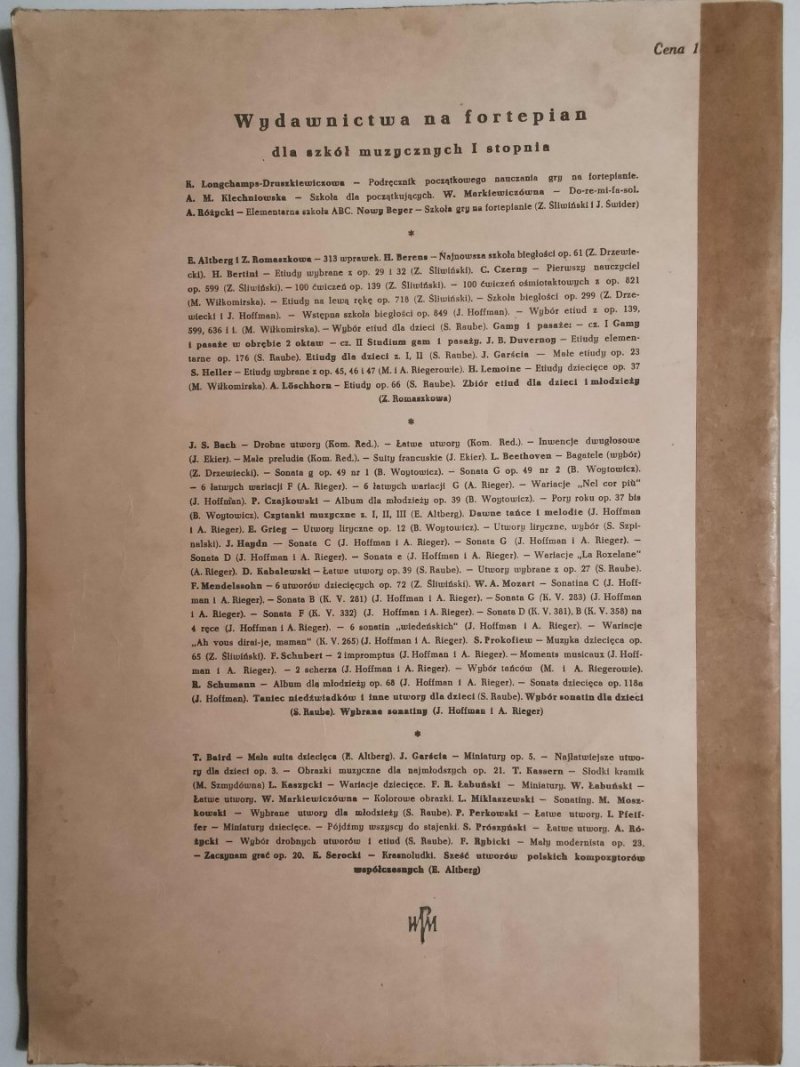 Cena 1
Wydawnictwa na fortepian
dla szkół muzycznych I stopnia
K. Longchamps-Druszkiewiczowa — Podręcznik początkowego nauczania gry na fortepianie.
A. M. Klechniowska — Szkoła dla początkujących. W. Markiewiczówna — Do-re-mi-fa-sol.
A. Różycki — Elementarna szkoła ABC. Nowy Beyer — Szkoła gry na fortepianie (Z. Śliwiński i J. Świder)
*
E. Altberg i Z. Romaszkowa — 313 wprawek. H. Berens — Najnowsza szkoła biegłości op. 61 (Z. Drzewie-
cki). H. Bertini — Etiudy wybrane z op. 29 i 32 (Z. Śliwiński). C. Czerny — Pierwszy nauczyciel
op. 599 (Z. Śliwiński). — 100 ćwiczeń op. 139 (Z. Śliwiński). — 100 ćwiczeń ośmiotaktowych z op. 821
(M. Wiłkomirska). — Etiudy na lewą rękę op. 718 (Z. Śliwiński). — Szkoła biegłości op. 299 (Z. Drze-
wiecki i J. Hoffman). — Wstępna szkoła biegłości op. 849 (J. Hoffman). — Wybór etiud z op. 139,
599, 636 i i. (M. Wiłkomirska). — Wybór etiud dla dzieci (S. Raube). Gamy i pasaże: — cz. I Gamy
i pasaże w obrębie 2 oktaw — cz. II Studium gam i pasaży. J. B. Duvernoy — Etiudy elemen-
tarne op. 176 (S. Raube). Etiudy dla dzieci z. I, II (S. Raube). J. Garścia — Małe etiudy op. 23
S. Heller — Etiudy wybrane z op. 45, 46 i 47 (M. i A. Riegerowie). H. Lemoine — Etiudy dziecięce op. 37
(M. Wiłkomirska). A. Löschhorn — Etiudy op. 66 (S. Raube). Zbiór etiud dla dzieci i młodzieży
(Z. Romaszkowa)
*
J. S. Bach — Drobne utwory (Kom. Red.). — Łatwe utwory (Kom. Red.). — Inwencje dwugłosowe
(J. Ekier). — Małe preludia (Kom. Red.). — Suity francuskie (J. Ekier). L. Beethoven — Bagatele (wybór)
(Z. Drzewiecki). — Sonata g op. 49 nr 1 (B. Woytowicz). — Sonata G op. 49 nr 2 (B. Woytowicz).
— 6 łatwych wariacji F (A. Rieger). — 6 łatwych wariacji G (A. Rieger). — Wariacje „Nel cor più"
(J. Hoffman). P. Czajkowski — Album dla młodzieży op. 39 (B. Woytowicz). — Pory roku op. 37 bis
(B. Woytowicz). Czytanki muzyczne z. I, II, III (E. Altberg). Dawne tańce i melodie (J. Hoffman
i A. Rieger). E. Grieg — Utwory liryczne op. 12 (B. Woytowicz). — Utwory liryczne, wybór (S. Szpi-
nalski). J. Haydn — Sonata C (J. Hoffman i A. Rieger). — Sonata G (J. Hoffman i A. Rieger). —
Sonata D (J. Hoffman i A. Rieger). — Sonata e (J. Hoffman i A. Rieger). — Wariacje „La Roxelane"
(A. Rieger). D. Kabalewski — Łatwe utwory op. 39 (S. Raube). — Utwory wybrane z op. 27 (S. Raube).
F. Mendelssohn — 6 utworów dziecięcych op. 72 (Z. Śliwiński). W. A. Mozart — Sonatina C (J. Hoff-
man i A. Rieger). — Sonata B (K. V. 281) (J. Hoffman i A. Rieger). — Sonata G (K. V. 283) (J. Hoffman
i A. Rieger). — Sonata F (K. V. 332) (J. Hoffman i A. Rieger). — Sonata D (K. V. 381), B (K. V. 358) na
4 ręce (J. Hoffman i A. Rieger). — 6 sonatin „wiedeńskich" (J. Hoffman i A. Rieger). — Wariacje
„Ah vous dirai-je, maman" (K. V. 265) (J. Hoffman i A. Rieger). S. Prokofiew — Muzyka dziecięca op.
65 (Z. Śliwiński). F. Schubert — 2 impromptus (J. Hoffman i A. Rieger). — Moments musicaux (J. Hoff-
man i A. Rieger). — 2 scherza (J. Hoffman i A. Rieger). — Wybór tańców (M. i A. Riegerowie).
R. Schumann — Album dla młodzieży op. 68 (J. Hoffman i A. Rieger). — Sonata dziecięca op. 118a
(J. Hoffman). Taniec niedźwiadków i inne utwory dla dzieci (S. Raube). Wybór sonatin dla dzieci
(S. Raube). Wybrane sonatiny (J. Hoffman i A. Rieger)
*
T. Baird — Mała suita dziecięca (E. Altberg). J. Garścia — Miniatury op. 5. — Najłatwiejsze utwo-
ry dla dzieci op. 3. — Obrazki muzyczne dla najmłodszych op. 21. T. Kassern — Słodki kramik
(M. Szmydówna) L. Kaszycki — Wariacje dziecięce. F. R. Łabuński — Miniatury. W. Łabuński —
Łatwe utwory. W. Markiewiczówna — Kolorowe obrazki. L. Miklaszewski — Sonatiny. M. Mosz-
kowski — Wybrane utwory dla młodzieży (S. Raube). P. Perkowski — Łatwe utwory. I. Pfeif-
fer — Miniatury dziecięce. — Pójdźmy wszyscy do stajenki. S. Prószyński — Łatwe utwory. A. Ró-
życki — Wybór drobnych utworów i etiud (S. Raube). F. Rybicki — Mały modernista op. 23.
— Zaczynam grać op. 20. K. Serocki — Krasnoludki. Sześć utworów polskich kompozytorów
współczesnych (E. Altberg)
PWM